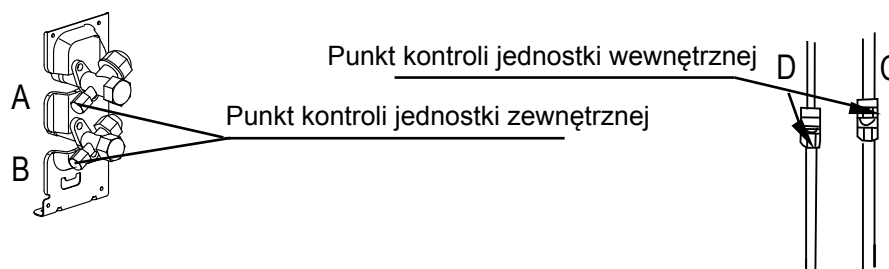 Punkt kontroli jednostki wewnętrznej
D
C
A
Punkt kontroli jednostki zewnętrznej
B